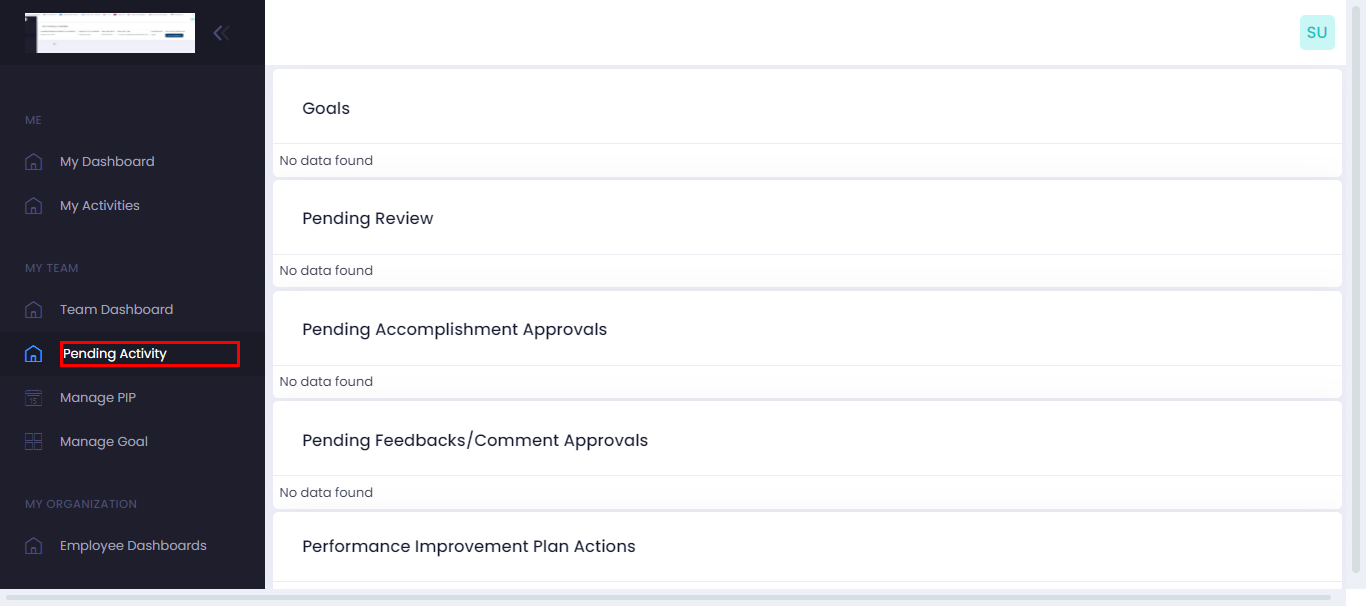 SU
ME
My Dashboard
My Activities
MY TEAM
Team Dashboard
Pending Activity
Manage PIP
15
Manage Goal
MY ORGANIZATION
Employee Dashboards
Goals
No data found
Pending Review
No data found
Pending Accomplishment Approvals
No data found
Pending Feedbacks/Comment Approvals
No data found
Performance Improvement Plan Actions